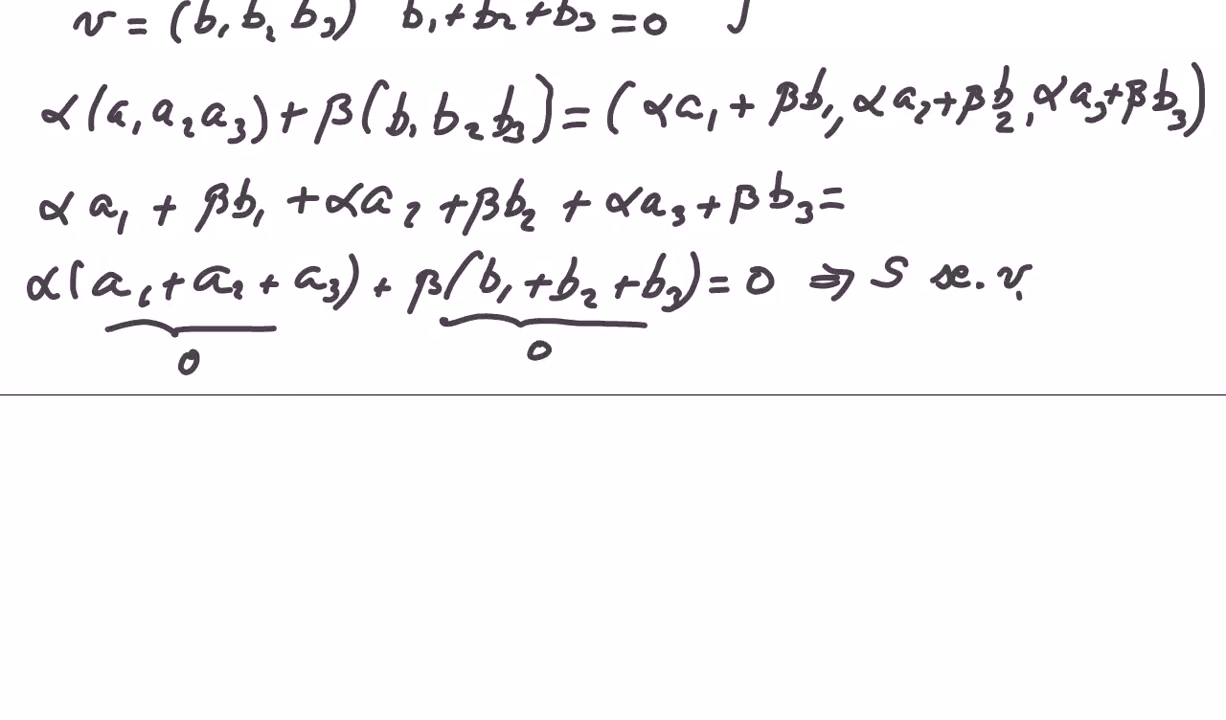 v = (b₁ b₂ b₃) b₁ + b₂ + b₃ = 0
α(a₁ a₂ a₃) + β(b₁ b₂ b₃) = (αa₁ + βb₁, αa₂ + βb₂, αa₃ + βb₃)
αa₁ + βb₁ + αa₂ + βb₂ + αa₃ + βb₃ =
α(a₁ + a₂ + a₃) + β(b₁ + b₂ + b₃) = 0 ⇒ S se.v.
0 0